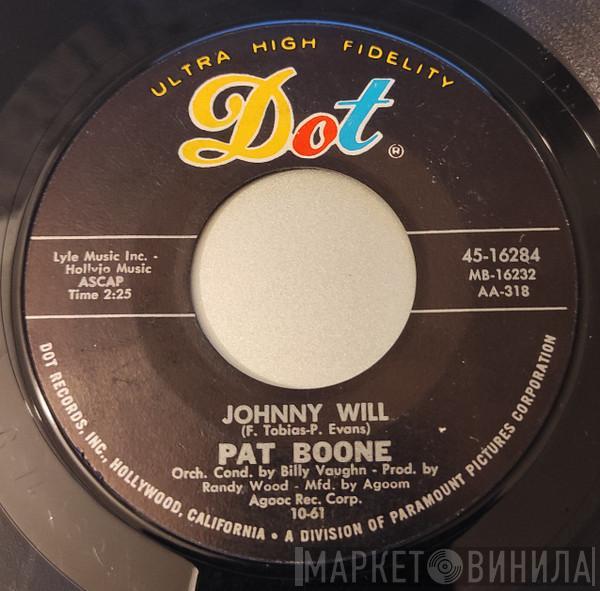 ULTRA HIGH FIDELITY
Dot
®
Lyle Music Inc. -
Hollvio Music
ASCAP
Time 2:25
45-16284
MB-16232
AA-318
JOHNNY WILL
(F. Tobias-P. Evans)
PAT BOONE
Orch. Cond. by Billy Vaughn - Prod. by
Randy Wood - Mfd. by Agoom
Agooc Rec. Corp.
10-61
DOT RECORDS, INC., HOLLYWOOD, CALIFORNIA • A DIVISION OF PARAMOUNT PICTURES CORPORATION
МАРКЕТ ВИНИЛА